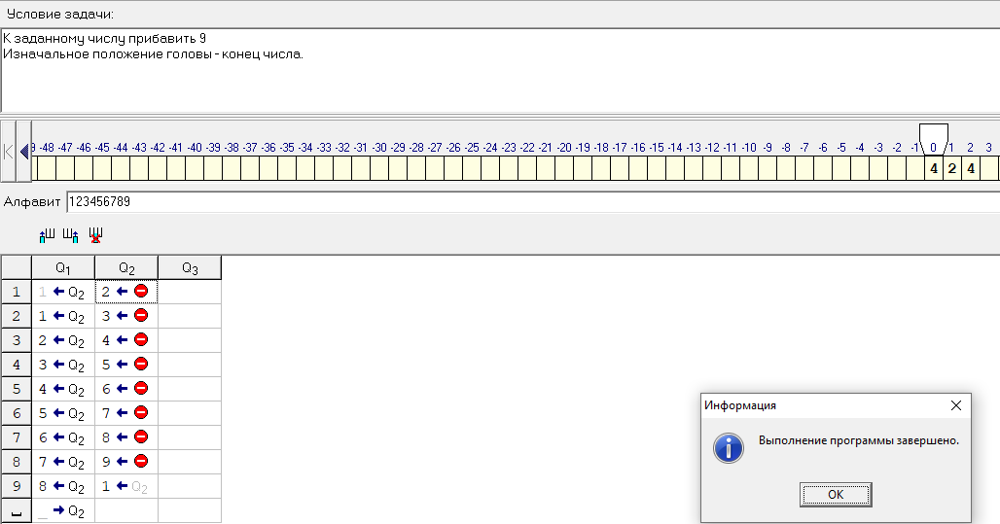 Условие задачи:
К заданному числу прибавить 9
Изначальное положение головы - конец числа.
-48 -47 -46 -45 -44 -43 -42 -41 -40 -39 -38 -37 -36 -35 -34 -33 -32 -31 -30 -29 -28 -27 -26 -25 -24 -23 -22 -21 -20 -19 -18 -17 -16 -15 -14 -13 -12 -11 -10 -9 -8 -7 -6 -5 -4 -3 -2 -1 0 1 2 3
4 2 4
Алфавит 123456789
Q1 Q2 Q3
1 1 ← Q2 2 ←
2 1 ← Q2 3 ←
3 2 ← Q2 4 ←
4 3 ← Q2 5 ←
5 4 ← Q2 6 ←
6 5 ← Q2 7 ←
7 6 ← Q2 8 ←
8 7 ← Q2 9 ←
9 8 ← Q2 1 ← Q2
_ → Q2
Информация
Выполнение программы завершено.
ОК